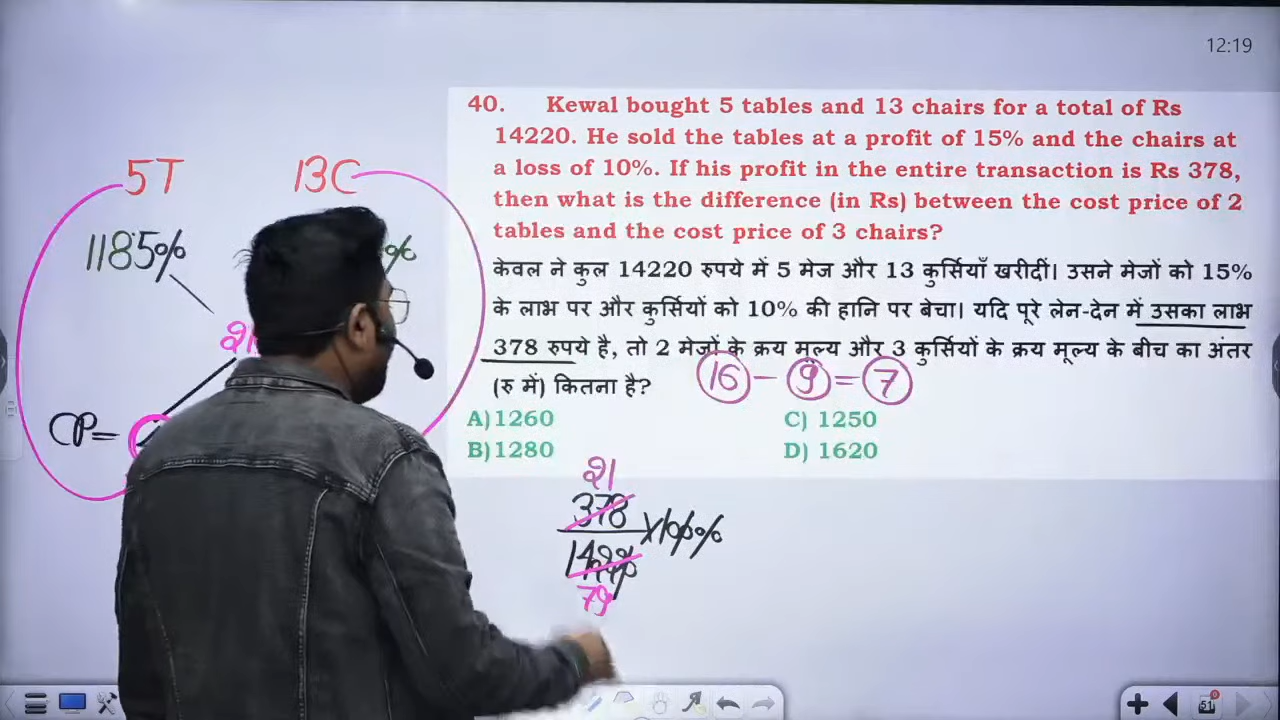 12:19
40. Kewal bought 5 tables and 13 chairs for a total of Rs
14220. He sold the tables at a profit of 15% and the chairs at
a loss of 10%. If his profit in the entire transaction is Rs 378,
then what is the difference (in Rs) between the cost price of 2
tables and the cost price of 3 chairs?
केवल ने कुल 14220 रुपये में 5 मेज और 13 कुर्सियाँ खरीदीं। उसने मेजों को 15%
के लाभ पर और कुर्सियों को 10% की हानि पर बेचा। यदि पूरे लेन-देन में उसका लाभ
378 रुपये है, तो 2 मेजों के क्रय मूल्य और 3 कुर्सियों के क्रय मूल्य के बीच का अंतर
(रु में) कितना है?
16 - 9 = 7
A)1260
C) 1250
B)1280
D) 1620
5T 13C
1185%
%
21
CP=
21
378
×100%
79
51